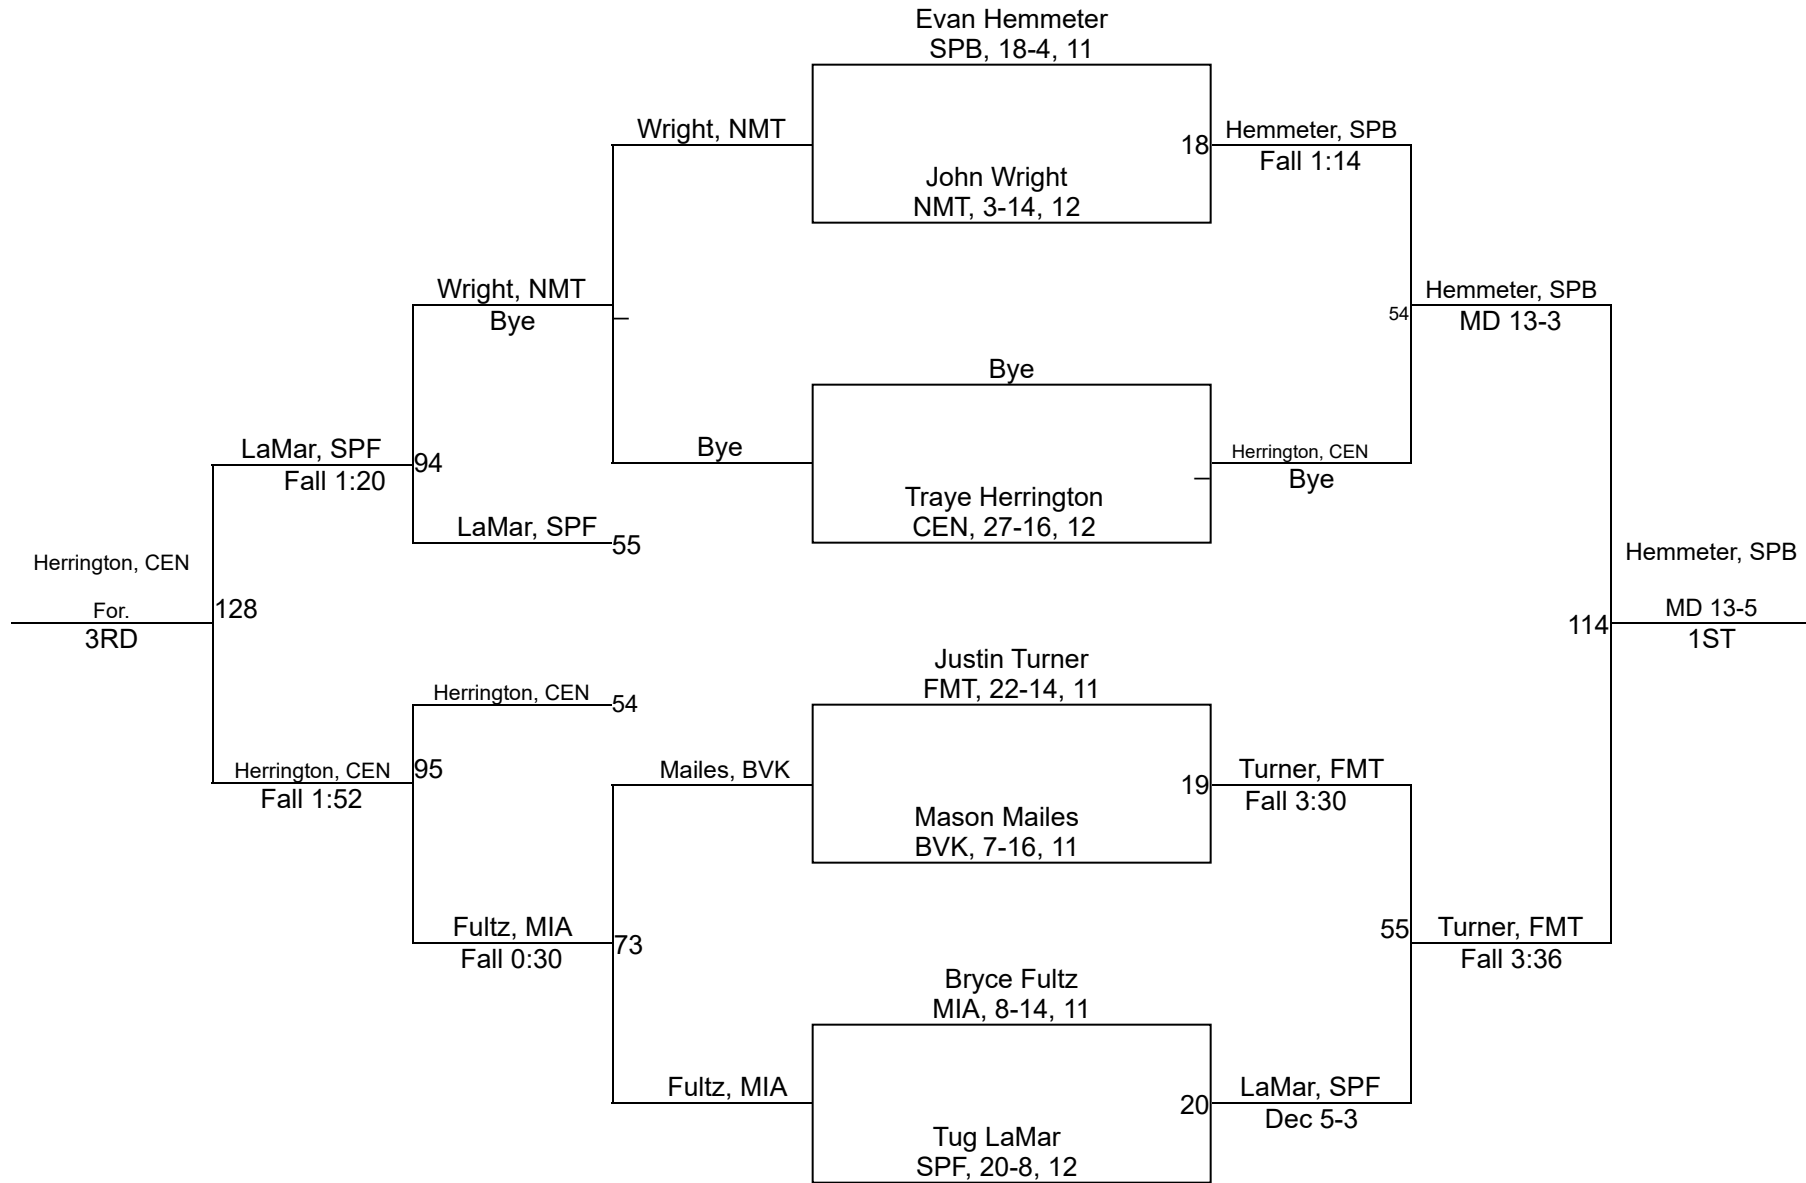 Evan Hemmeter
SPB, 18-4, 11
Wright, NMT
18
Hemmeter, SPB
Fall 1:14
John Wright
NMT, 3-14, 12
Wright, NMT
Bye
54
Hemmeter, SPB
MD 13-3
Bye
LaMar, SPF
Fall 1:20
94
Bye
Herrington, CEN
Bye
Traye Herrington
CEN, 27-16, 12
LaMar, SPF
55
Herrington, CEN
For.
3RD
128
Hemmeter, SPB
MD 13-5
1ST
114
Justin Turner
FMT, 22-14, 11
Herrington, CEN
54
Herrington, CEN
Fall 1:52
95
Mailes, BVK
19
Turner, FMT
Fall 3:30
Mason Mailes
BVK, 7-16, 11
Fultz, MIA
Fall 0:30
73
55
Turner, FMT
Fall 3:36
Bryce Fultz
MIA, 8-14, 11
Fultz, MIA
20
LaMar, SPF
Dec 5-3
Tug LaMar
SPF, 20-8, 12